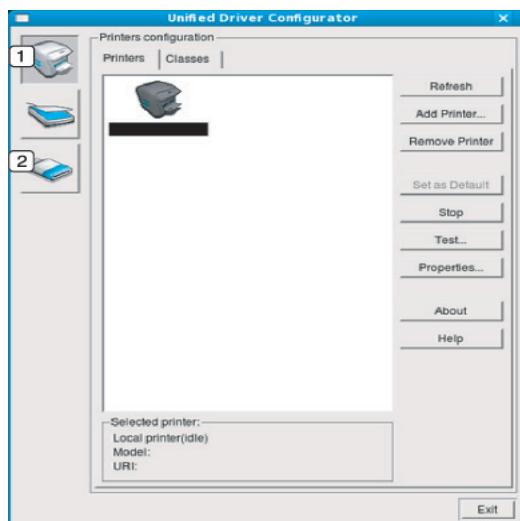 Unified Driver Configurator
Printers configuration
1
Printers Classes
2
Refresh
Add Printer...
Remove Printer
Set as Default
Stop
Test...
Properties...
About
Help
Selected printer:
Local printer(idle)
Model:
URI:
Exit